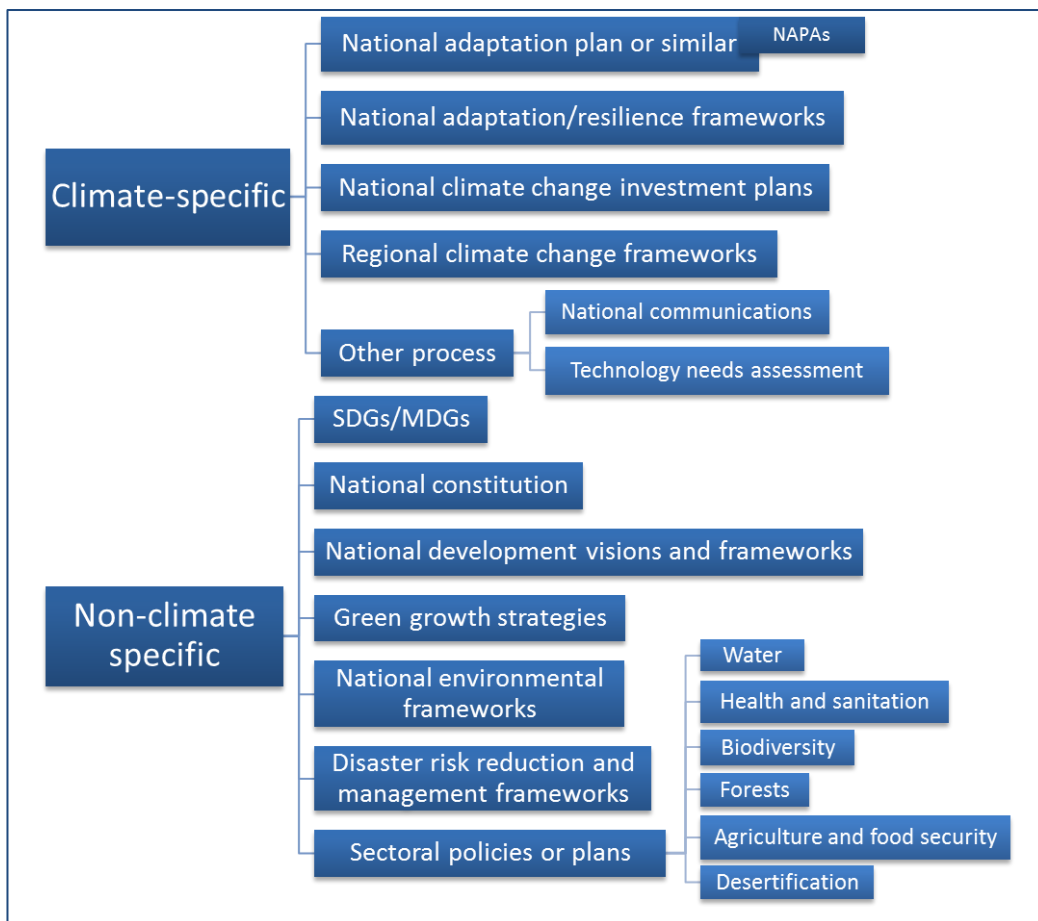 National adaptation plan or similar
NAPAs
National adaptation/resilience frameworks
Climate-specific
National climate change investment plans
Regional climate change frameworks
Other process
National communications
Technology needs assessment
SDGs/MDGs
National constitution
National development visions and frameworks
Non-climate
specific
Green growth strategies
National environmental
frameworks
Disaster risk reduction and
management frameworks
Sectoral policies or plans
Water
Health and sanitation
Biodiversity
Forests
Agriculture and food security
Desertification